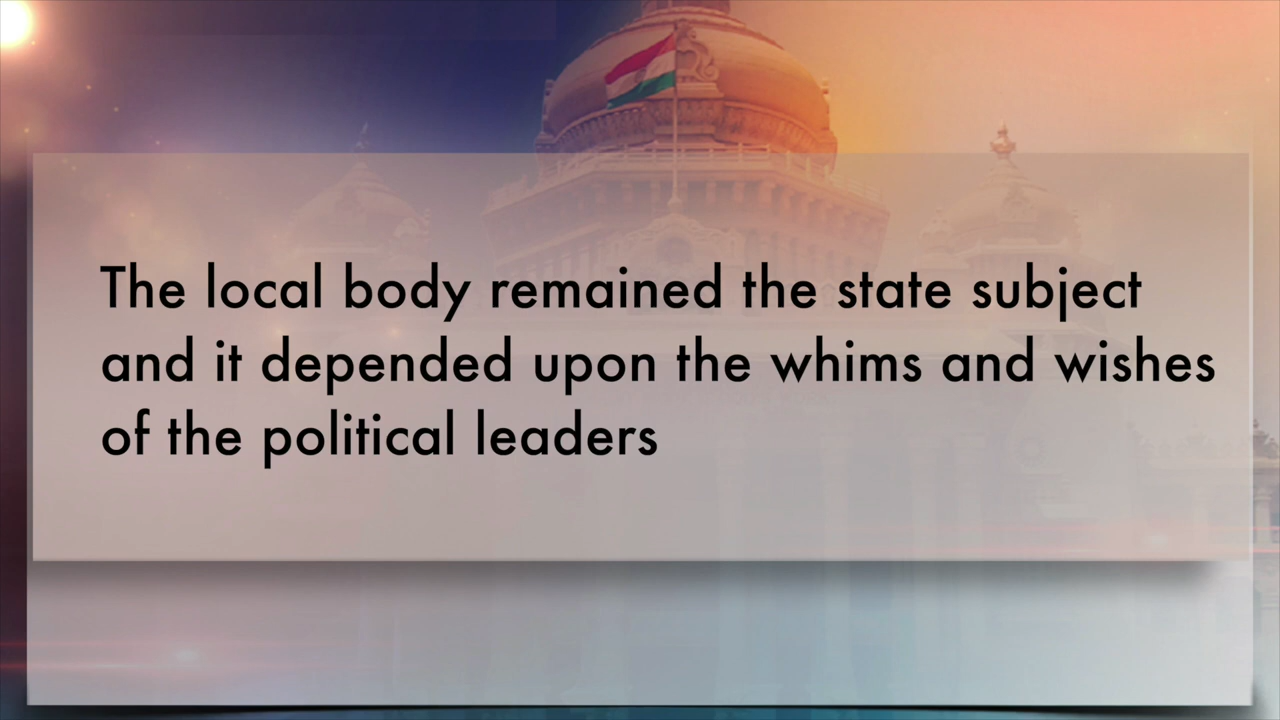 The local body remained the state subject
and it depended upon the whims and wishes
of the political leaders